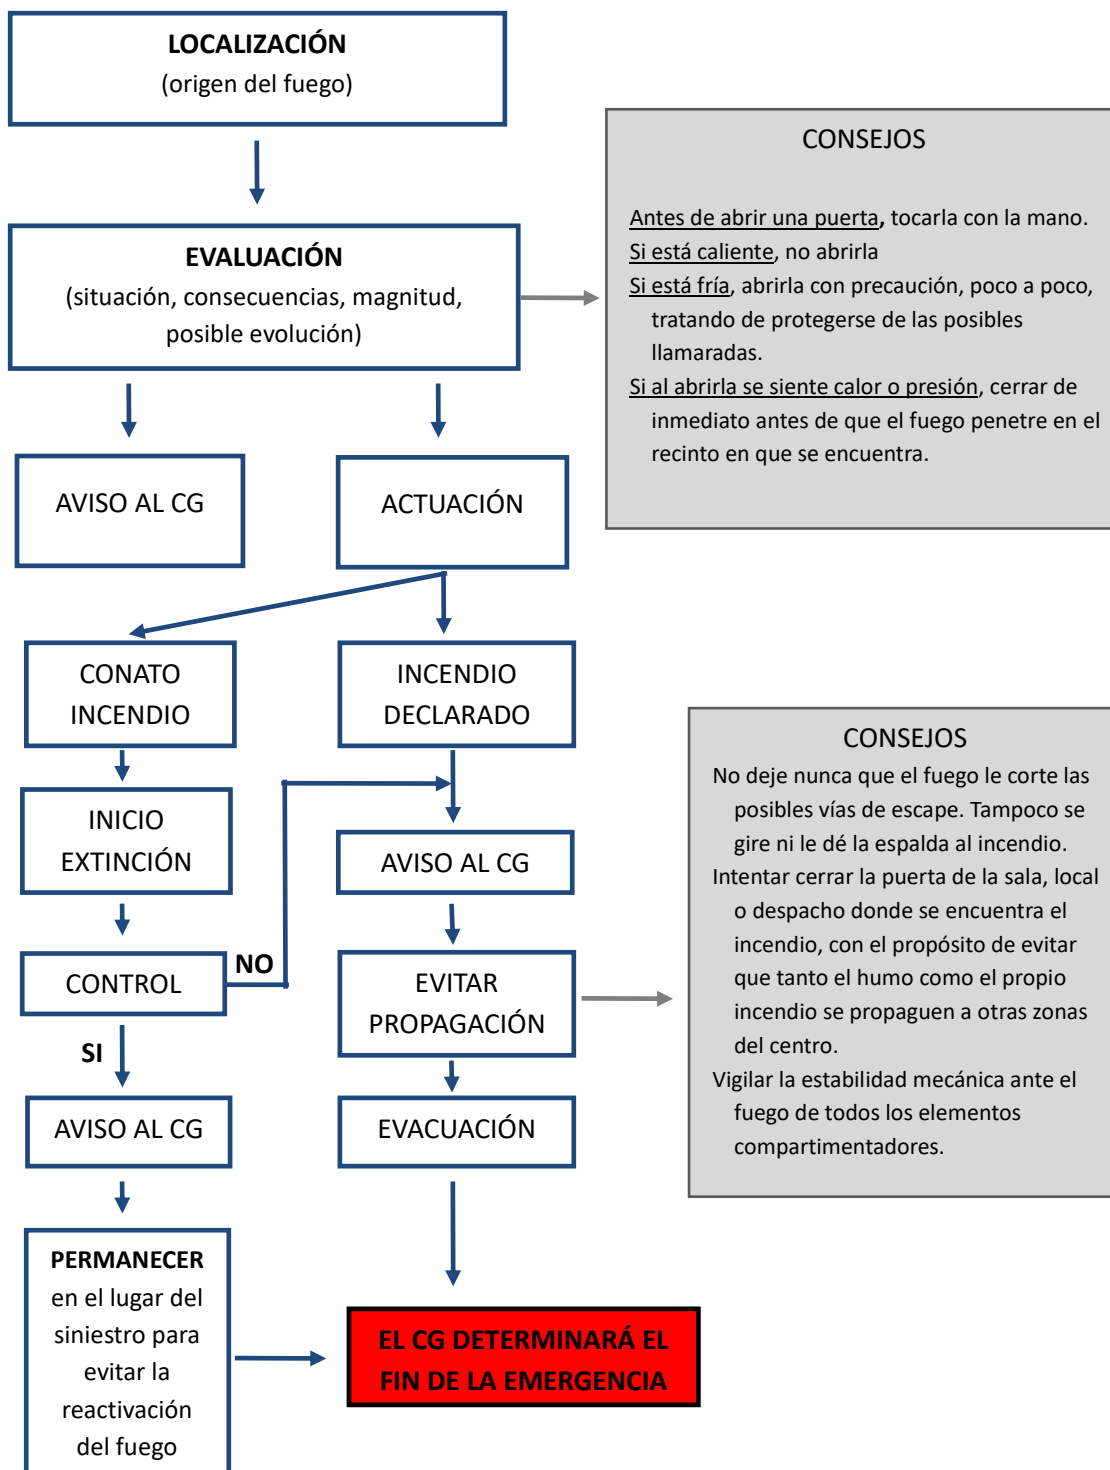 LOCALIZACIÓN
(origen del fuego)
CONSEJOS
Antes de abrir una puerta, tocarla con la mano.
Si está caliente, no abrirla
Si está fría, abrirla con precaución, poco a poco,
tratando de protegerse de las posibles
llamaradas.
Si al abrirla se siente calor o presión, cerrar de
inmediato antes de que el fuego penetre en el
recinto en que se encuentra.
EVALUACIÓN
(situación, consecuencias, magnitud,
posible evolución)
AVISO AL CG
ACTUACIÓN
CONATO
INCENDIO
INCENDIO
DECLARADO
INICIO
EXTINCIÓN
AVISO AL CG
CONTROL
NO
EVITAR
PROPAGACIÓN
CONSEJOS
No deje nunca que el fuego le corte las
posibles vías de escape. Tampoco se
gire ni le dé la espalda al incendio.
Intentar cerrar la puerta de la sala, local
o despacho donde se encuentra el
incendio, con el propósito de evitar
que tanto el humo como el propio
incendio se propaguen a otras zonas
del centro.
Vigilar la estabilidad mecánica ante el
fuego de todos los elementos
compartimentadores.
SI
AVISO AL CG
EVACUACIÓN
PERMANECER
en el lugar del
siniestro para
evitar la
reactivación
del fuego
EL CG DETERMINARÁ EL
FIN DE LA EMERGENCIA